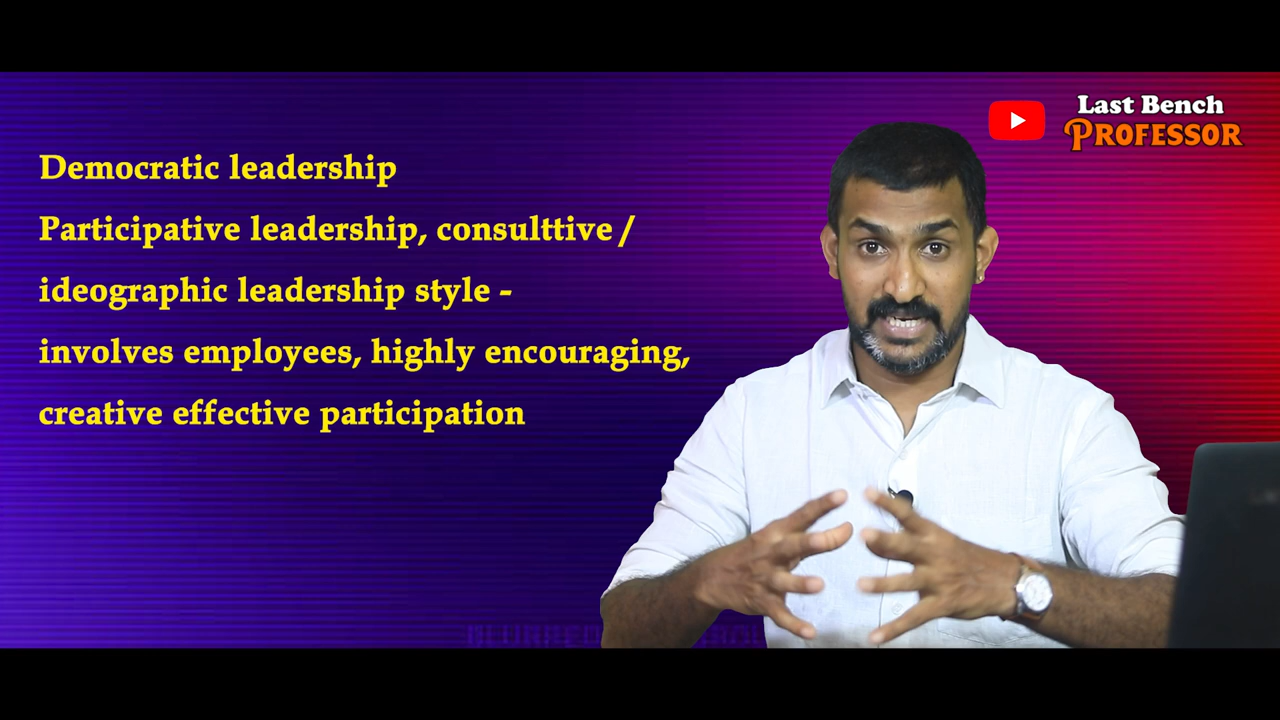 Last Bench
PROFESSOR
Democratic leadership
Participative leadership, consulttive /
ideographic leadership style -
involves employees, highly encouraging,
creative effective participation